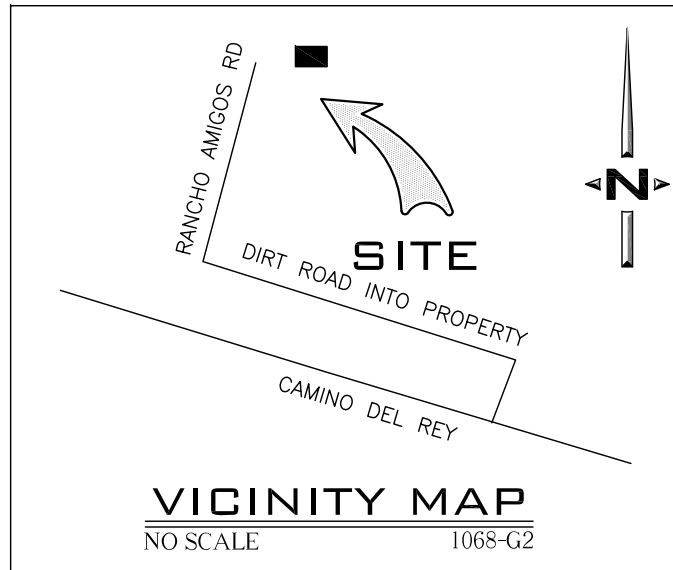 RANCHO AMIGOS RD
N
SITE
DIRT ROAD INTO PROPERTY
CAMINO DEL REY
VICINITY MAP
NO SCALE 1068-G2